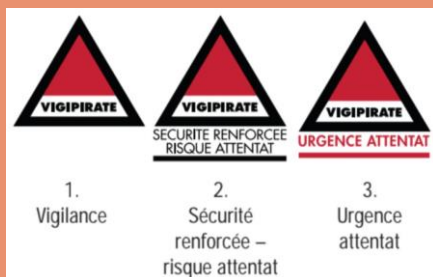 VIGIPIRATE
VIGIPIRATE
SECURITE RENFORCEE
RISQUE ATTENTAT
VIGIPIRATE
URGENCE ATTENTAT
1.
Vigilance
2.
Sécurité
renforcée –
risque attentat
3.
Urgence
attentat